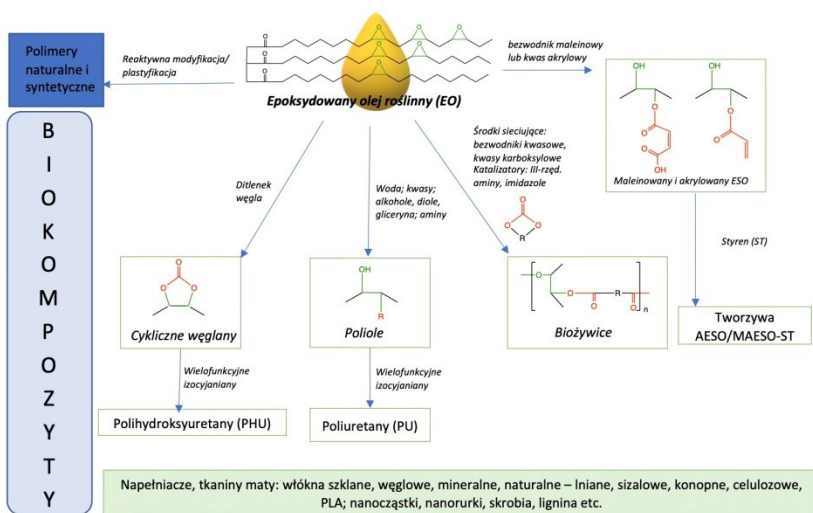 Polimery
naturalne i
syntetyczne
Reaktywna modyfikacja/
plastyfikacja
Epoksydowany olej roślinny (EO)
bezwodnik maleinowy
lub kwas akrylowy
OH
OH
O
O
O
O
O
OH
Maleinowany i akrylowany ESO
B
I
O
K
O
M
P
O
Z
Y
T
Y
Ditlenek
węgla
Woda; kwasy;
alkohole, diole,
gliceryna; aminy
Środki sieciujące:
bezwodniki kwasowe,
kwasy karboksylowe
Katalizatory: III-rzęd.
aminy, imidazole
O
O
O
R
Styren (ST)
O
O
O
Cykliczne węglany
OH
R
Poliole
O
O
O
R
O
n
Biożywice
Tworzywa
AESO/MAESO-ST
Wielofunkcyjne
izocyjaniany
Wielofunkcyjne
izocyjaniany
Polihydroksyuretany (PHU)
Poliuretany (PU)
Napełniacze, tkaniny maty: włókna szklane, węglowe, mineralne, naturalne – lniane, sizalowe, konopne, celulozowe,
PLA; nanocząstki, nanorurki, skrobia, lignina etc.